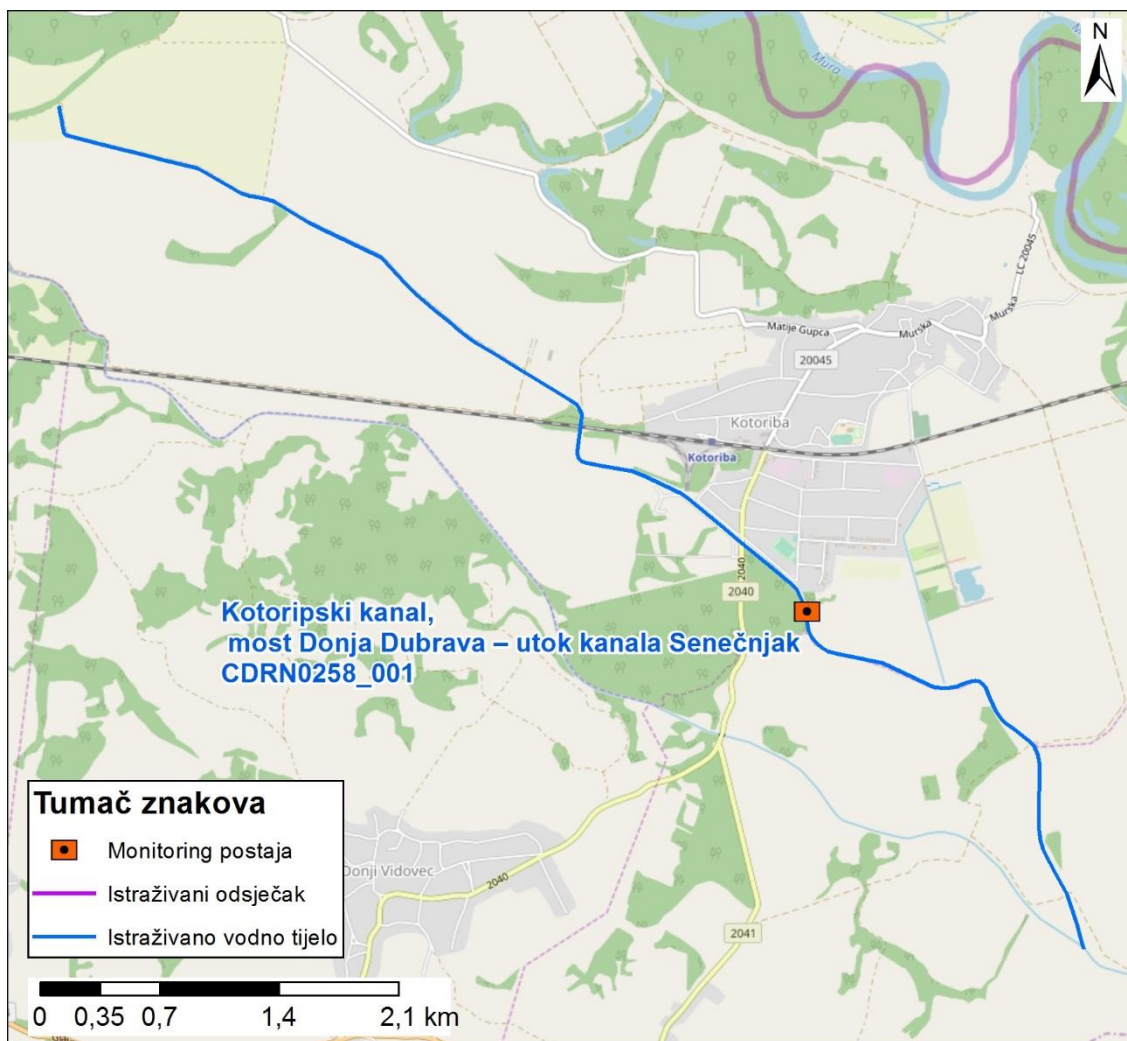 N
Mura
LC 20045
Murska
Matije Gupca
Murska
20045
Kotoriba
Kotoriba
2040
2040
Kotoripski kanal,
most Donja Dubrava – utok kanala Senečnjak
CDRN0258_001
Tumač znakova
Monitoring postaja
Istraživani odsječak
Istraživano vodno tijelo
Donji Vidovec
2040
2041
0 0,35 0,7 1,4 2,1 km